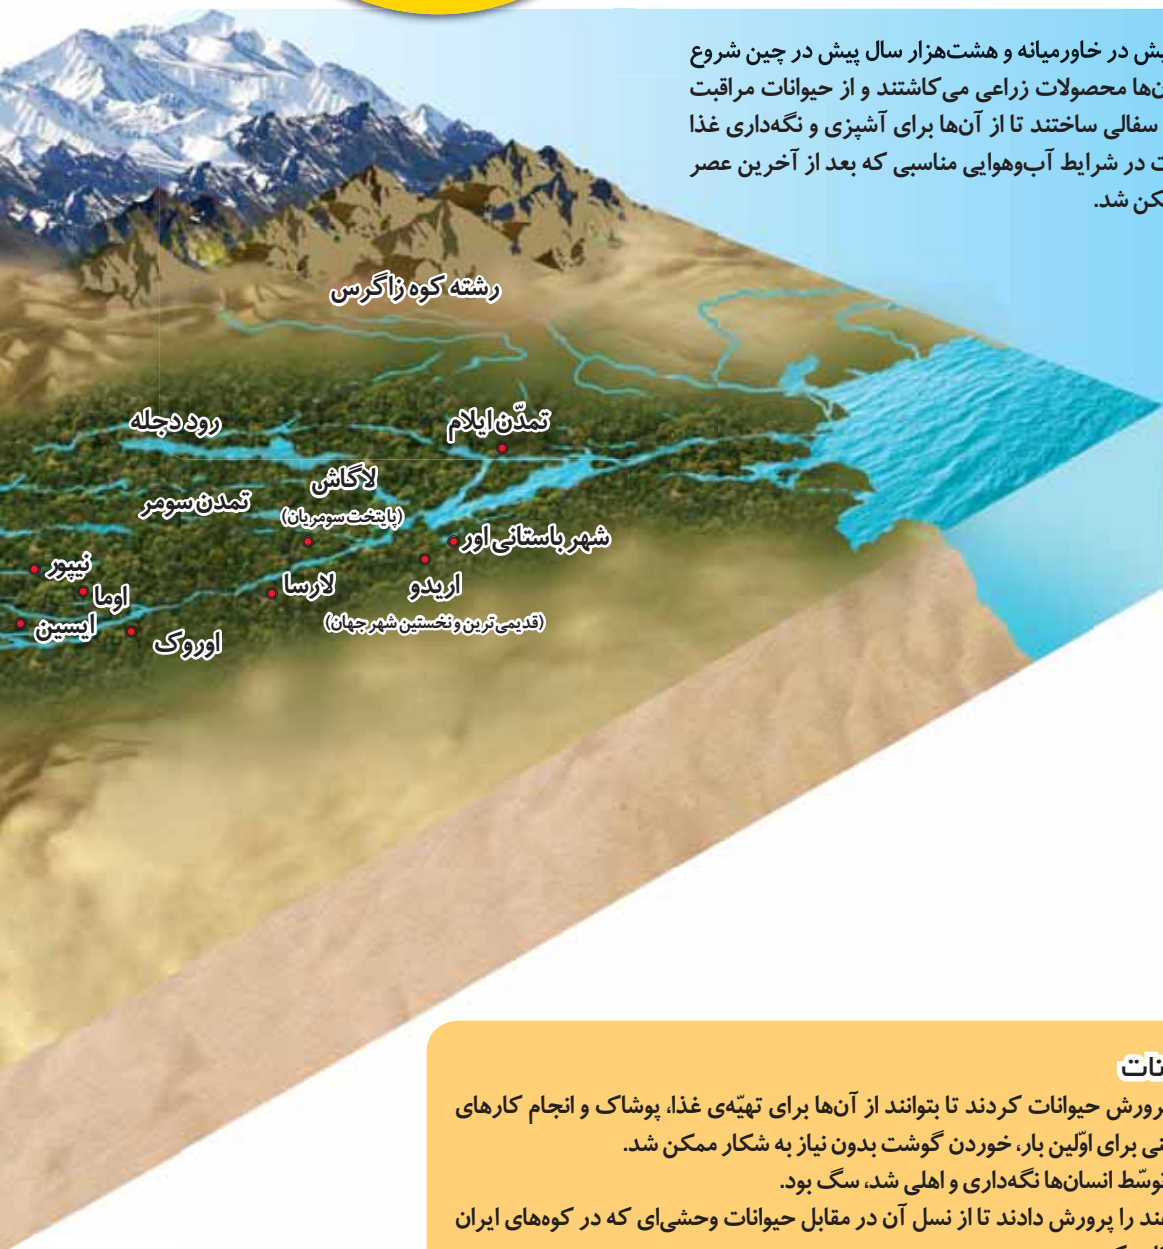 یش در خاورمیانه و هشت‌هزار سال پیش در چین شروع
ن‌ها محصولات زراعی می‌کاشتند و از حیوانات مراقبت
سفالی ساختند تا از آن‌ها برای آشپزی و نگه‌داری غذا
ت در شرایط آب‌وهوایی مناسبی که بعد از آخرین عصر
کن شد.
رشته کوه زاگرس
رود دجله
تمدّن ایلام
لاگاش
(پایتخت سومریان)
تمدن سومر
شهر باستانی اور
نیپور
اوما
لارسا
اریدو
(قدیمی‌ترین و نخستین شهر جهان)
ایسین
اوروک
نات
رورش حیوانات کردند تا بتوانند از آن‌ها برای تهیّه‌ی غذا، پوشاک و انجام کارهای
نی برای اوّلین بار، خوردن گوشت بدون نیاز به شکار ممکن شد.
توسّط انسان‌ها نگه‌داری و اهلی شد، سگ بود.
ند را پرورش دادند تا از نسل آن در مقابل حیوانات وحشی‌ای که در کوه‌های ایران